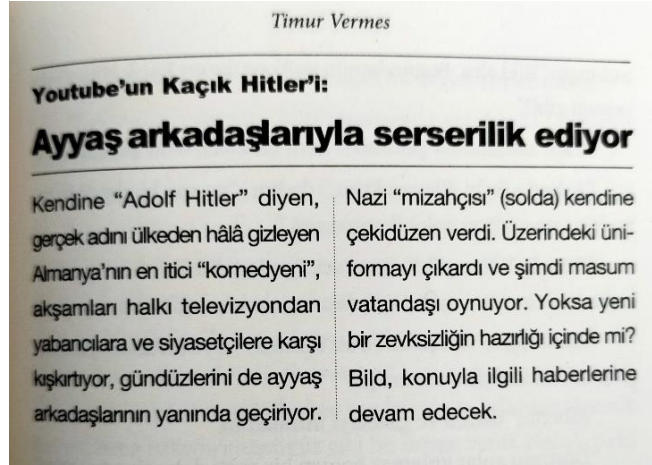 Timur Vermes
Youtube’un Kaçık Hitler’i:
Ayyaş arkadaşlarıyla serserilik ediyor
Kendine “Adolf Hitler” diyen,
gerçek adını ülkeden hâlâ gizleyen
Almanya’nın en itici “komedyeni”,
akşamları halkı televizyondan
yabancılara ve siyasetçilere karşı
kışkırtıyor, gündüzlerini de ayyaş
arkadaşlarının yanında geçiriyor.
Nazi “mizahçısı” (solda) kendine
çekidüzen verdi. Üzerindeki üni-
formayı çıkardı ve şimdi masum
vatandaşı oynuyor. Yoksa yeni
bir zevksizliğin hazırlığı içinde mi?
Bild, konuyla ilgili haberlerine
devam edecek.